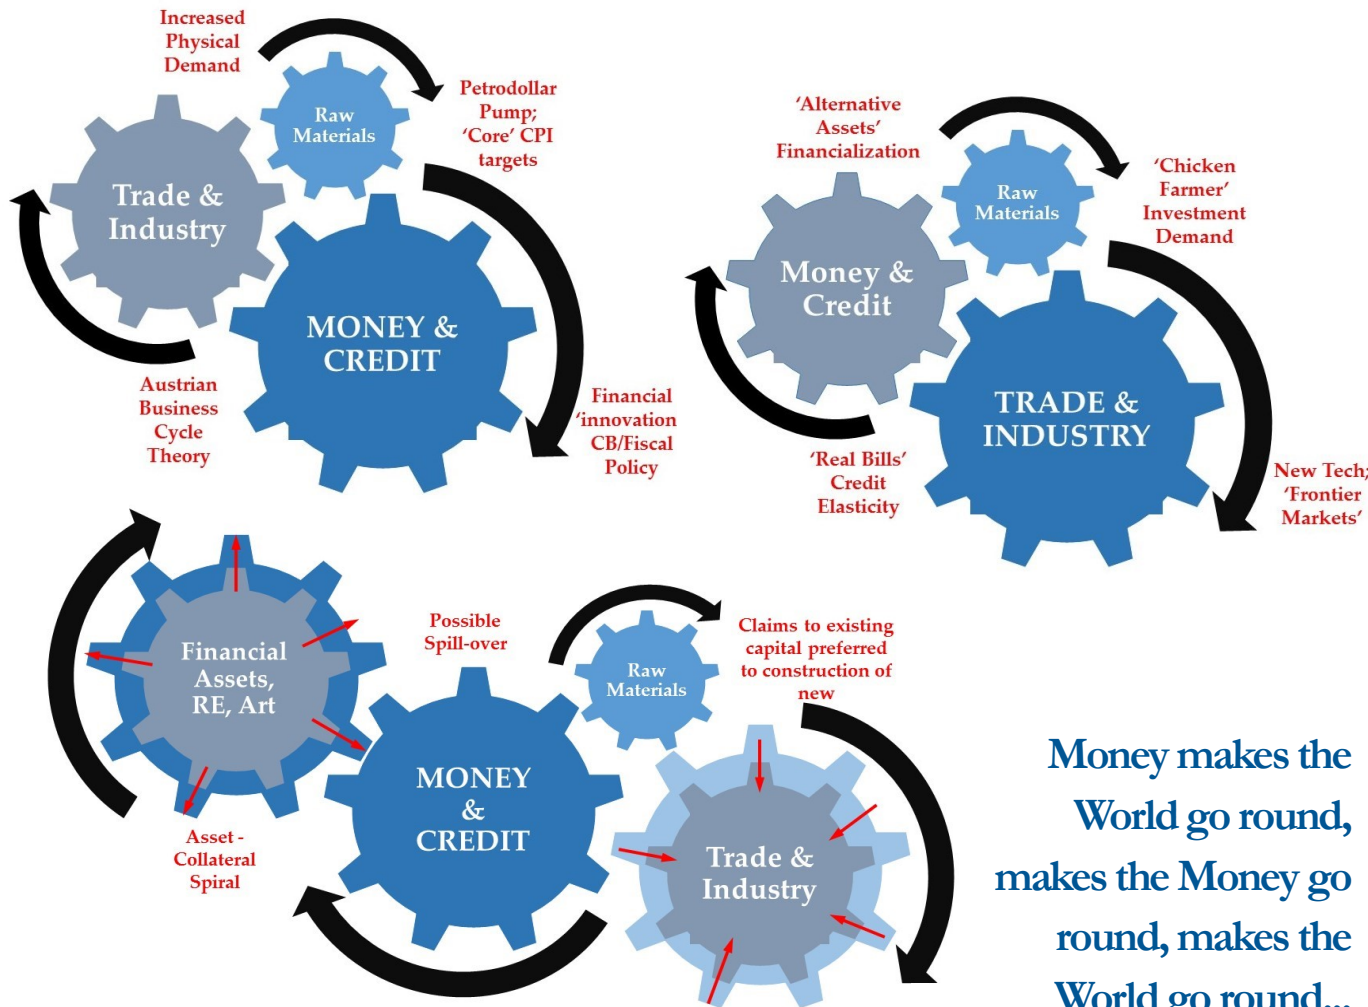 Increased
Physical
Demand
Raw
Materials
Petrodollar
Pump;
‘Core’ CPI
targets
Trade &
Industry
MONEY &
CREDIT
Austrian
Business
Cycle
Theory
Financial
‘innovation
CB/Fiscal
Policy
‘Alternative
Assets’
Financialization
Raw
Materials
‘Chicken
Farmer’
Investment
Demand
Money &
Credit
TRADE &
INDUSTRY
‘Real Bills’
Credit
Elasticity
New Tech;
‘Frontier
Markets’
Financial
Assets,
RE, Art
Possible
Spill-over
Raw
Materials
Claims to existing
capital preferred
to construction of
new
MONEY
&
CREDIT
Asset -
Collateral
Spiral
Trade &
Industry
Money makes the
World go round,
makes the Money go
round, makes the
World go round...